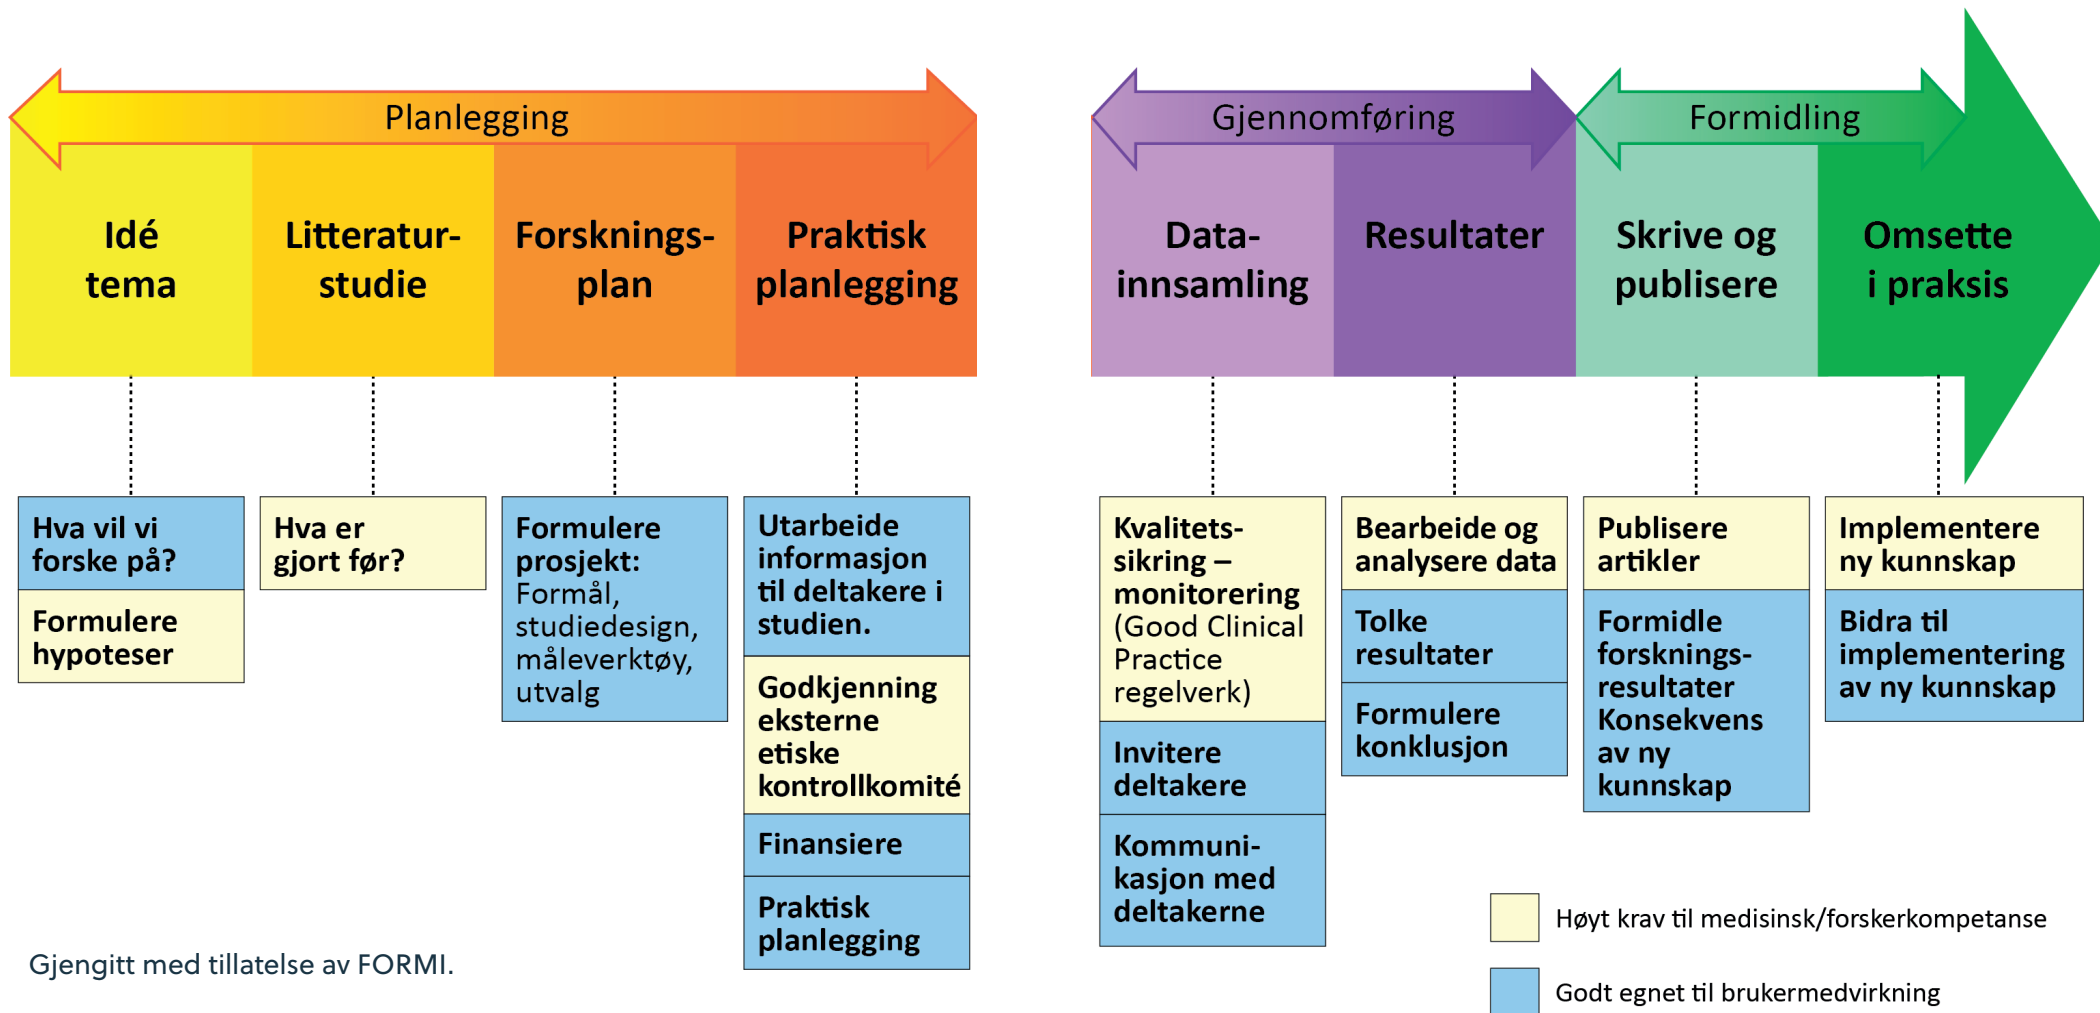 Planlegging
Gjennomføring
Formidling
Idé
tema
Litteratur-
studie
Forsknings-
plan
Praktisk
planlegging
Data-
innsamling
Resultater
Skrive og
publisere
Omsette
i praksis
Hva vil vi
forske på?
Formulere
hypoteser
Hva er
gjort før?
Formulere
prosjekt:
Formål,
studiedesign,
måleverktøy,
utvalg
Utarbeide
informasjon
til deltakere i
studien.
Godkjenning
eksterne
etiske
kontrollkomité
Finansiere
Praktisk
planlegging
Kvalitets-
sikring –
monitorering
(Good Clinical
Practice
regelverk)
Invitere
deltakere
Kommuni-
kasjon med
deltakerne
Bearbeide og
analysere data
Tolke
resultater
Formulere
konklusjon
Publisere
artikler
Formidle
forsknings-
resultater
Konsekvens
av ny
kunnskap
Implementere
ny kunnskap
Bidra til
implementering
av ny kunnskap
Høyt krav til medisinsk/forskerkompetanse
Godt egnet til brukermedvirkning
Gjengitt med tillatelse av FORMI.